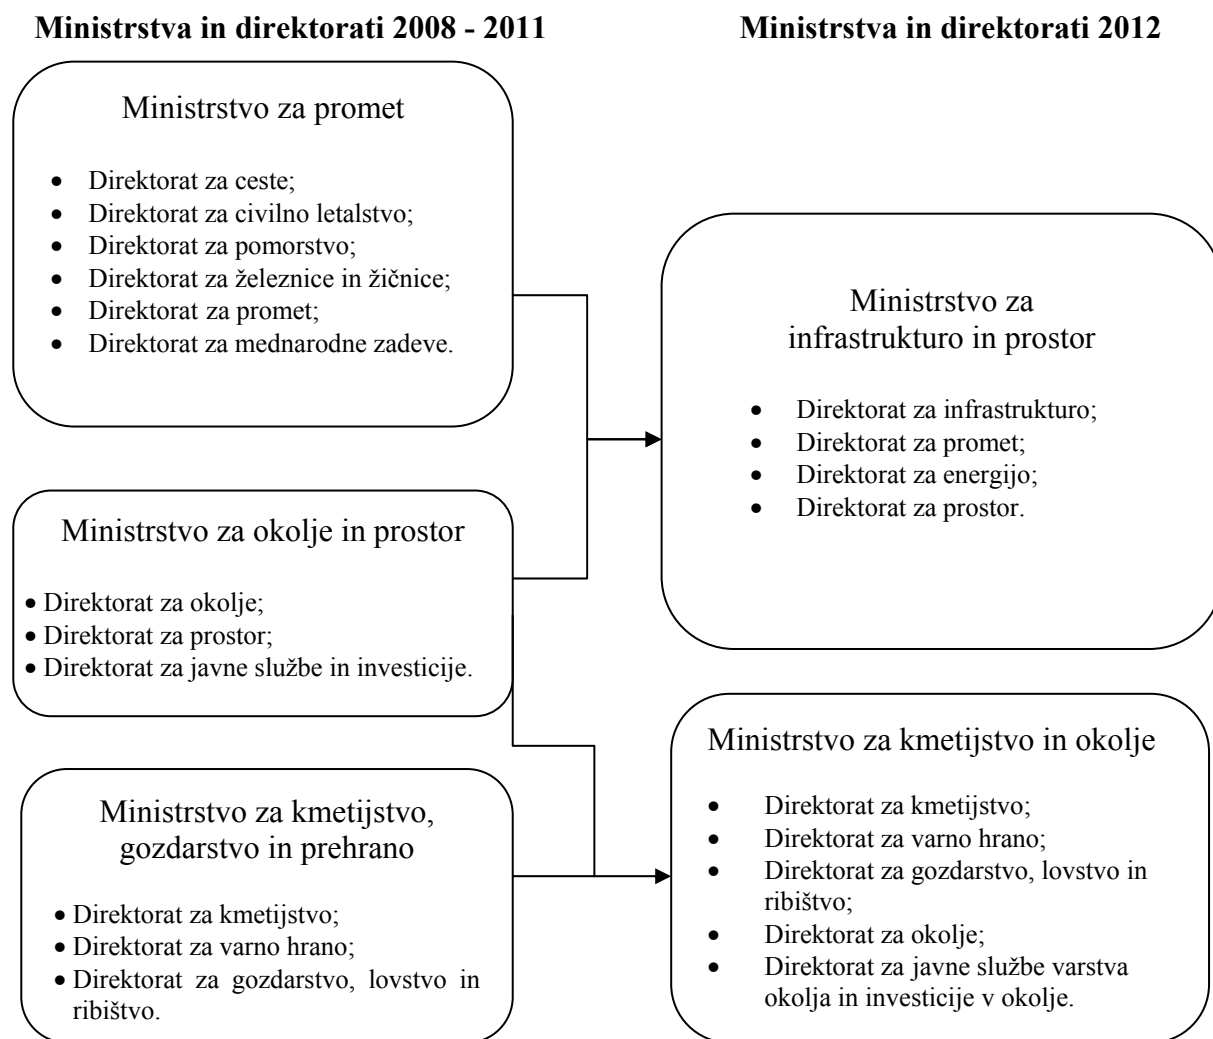 Ministrstva in direktorati 2008 - 2011
Ministrstvo za promet
• Direktorat za ceste;
• Direktorat za civilno letalstvo;
• Direktorat za pomorstvo;
• Direktorat za železnice in žičnice;
• Direktorat za promet;
• Direktorat za mednarodne zadeve.
Ministrstvo za okolje in prostor
• Direktorat za okolje;
• Direktorat za prostor;
• Direktorat za javne službe in investicije.
Ministrstvo za kmetijstvo,
gozdarstvo in prehrano
• Direktorat za kmetijstvo;
• Direktorat za varno hrano;
• Direktorat za gozdarstvo, lovstvo in
ribištvo.
Ministrstva in direktorati 2012
Ministrstvo za
infrastrukturo in prostor
• Direktorat za infrastrukturo;
• Direktorat za promet;
• Direktorat za energijo;
• Direktorat za prostor.
Ministrstvo za kmetijstvo in okolje
• Direktorat za kmetijstvo;
• Direktorat za varno hrano;
• Direktorat za gozdarstvo, lovstvo in
ribištvo;
• Direktorat za okolje;
• Direktorat za javne službe varstva
okolja in investicije v okolje.